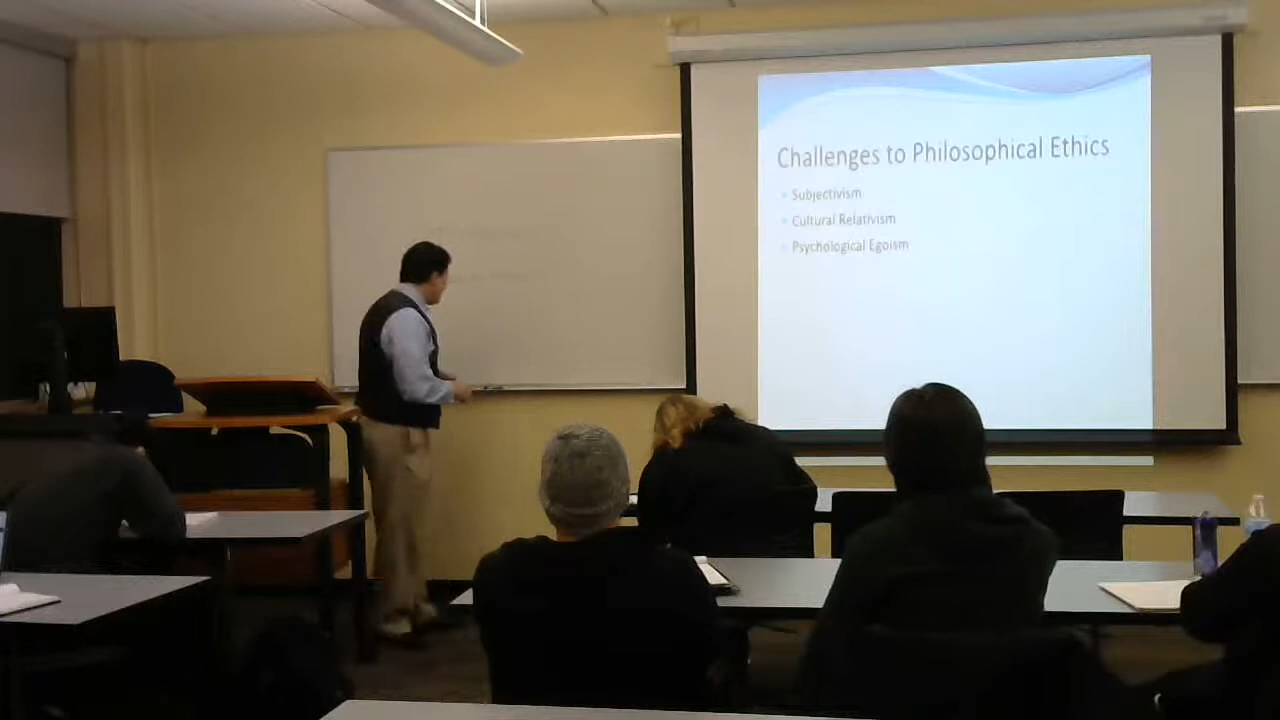 Challenges to Philosophical Ethics
Subjectivism
Cultural Relativism
Psychological Egoism